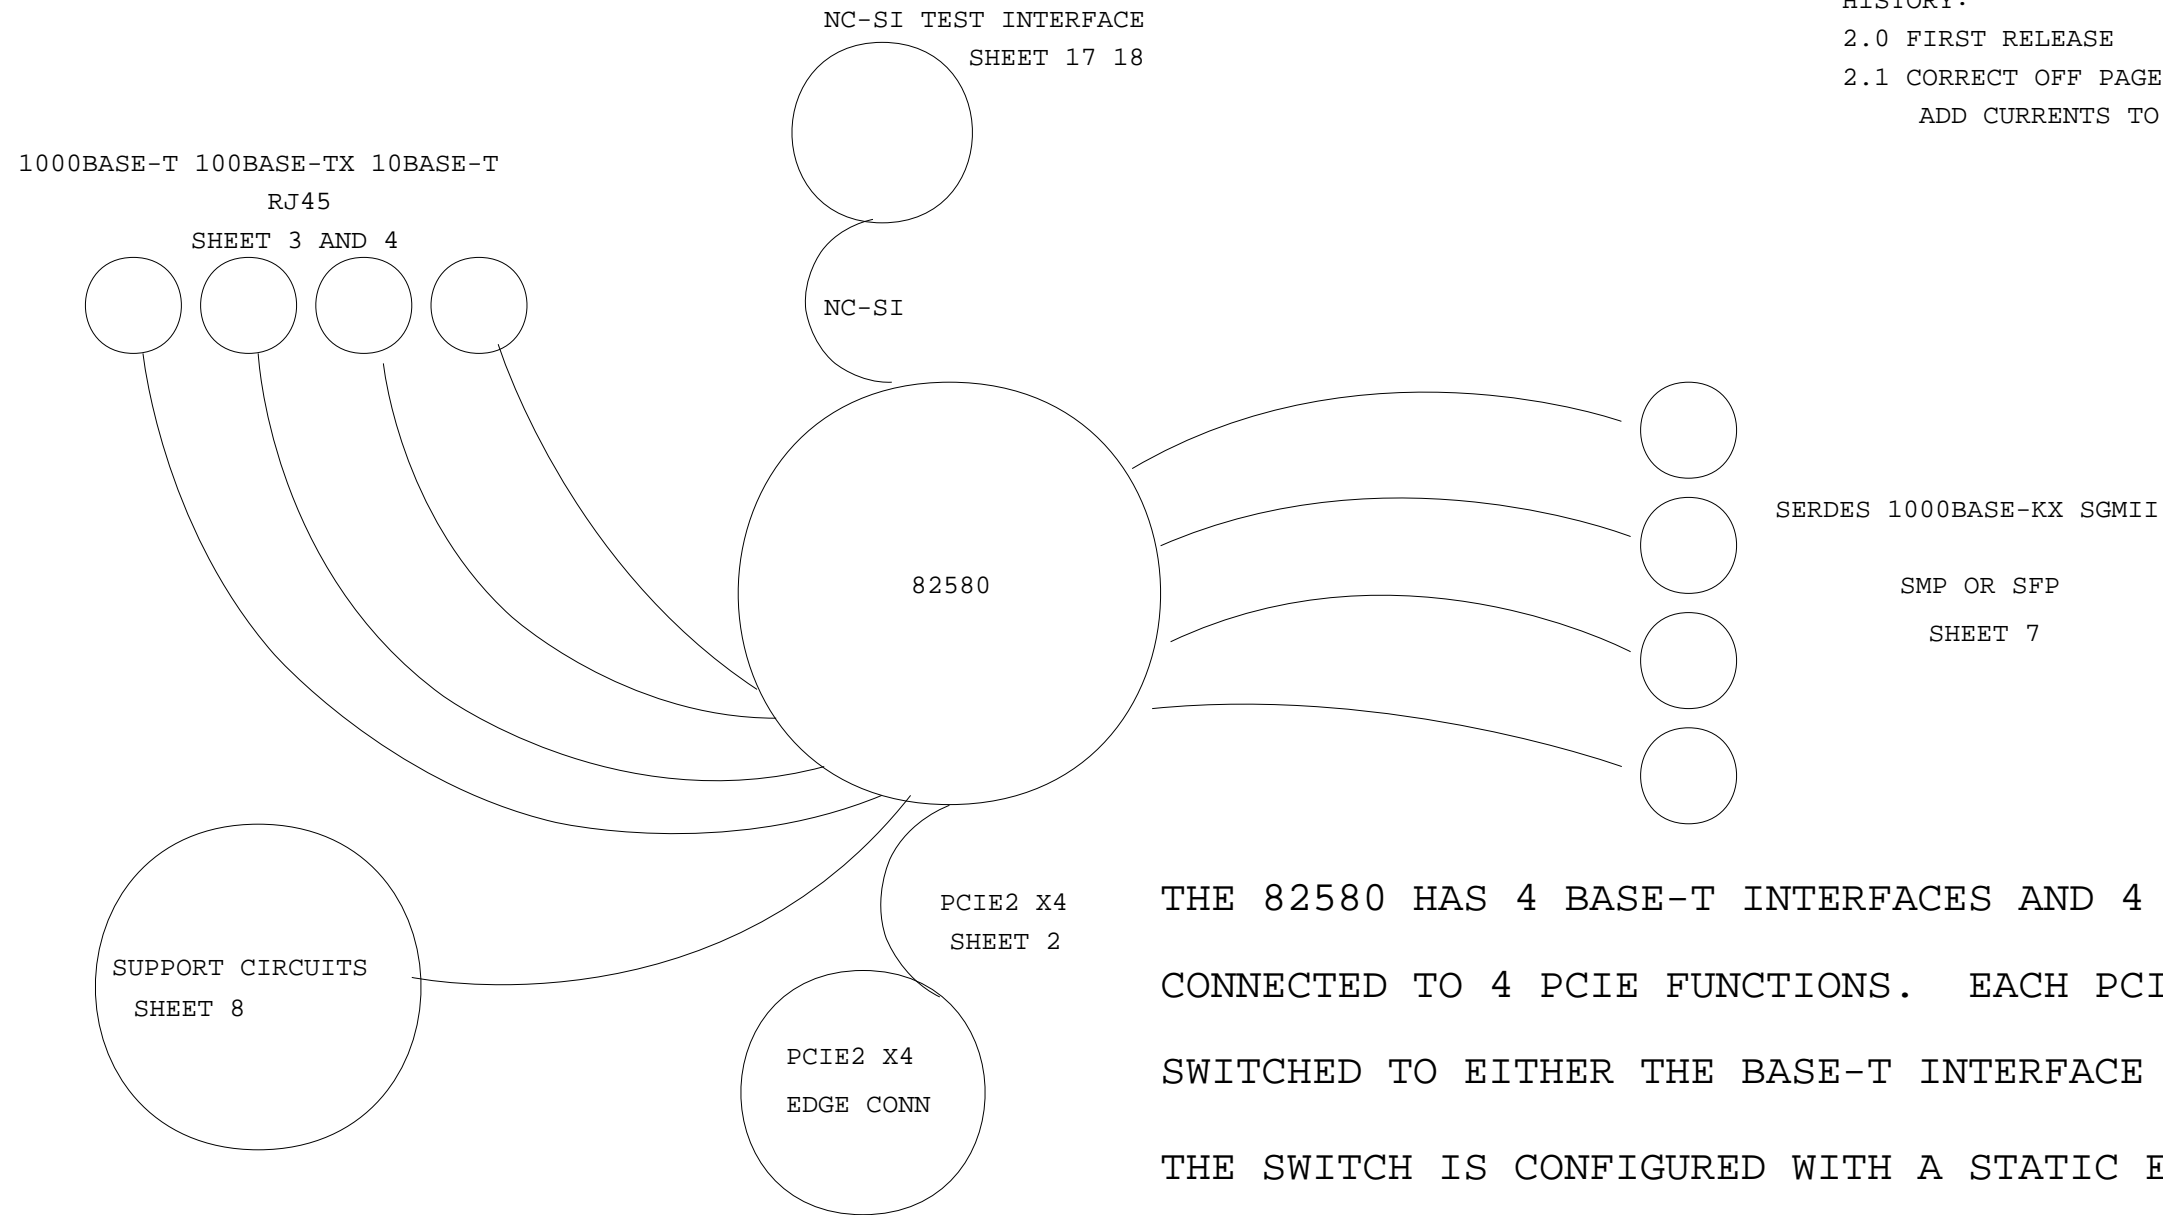 NC-SI TEST INTERFACE
SHEET 17 18
HISTORY:
2.0 FIRST RELEASE
2.1 CORRECT OFF PAGE
ADD CURRENTS TO
1000BASE-T 100BASE-TX 10BASE-T
RJ45
SHEET 3 AND 4
NC-SI
82580
SERDES 1000BASE-KX SGMII
SMP OR SFP
SHEET 7
SUPPORT CIRCUITS
SHEET 8
PCIE2 X4
SHEET 2
PCIE2 X4
EDGE CONN
THE 82580 HAS 4 BASE-T INTERFACES AND 4
CONNECTED TO 4 PCIE FUNCTIONS.  EACH PCI
SWITCHED TO EITHER THE BASE-T INTERFACE
THE SWITCH IS CONFIGURED WITH A STATIC